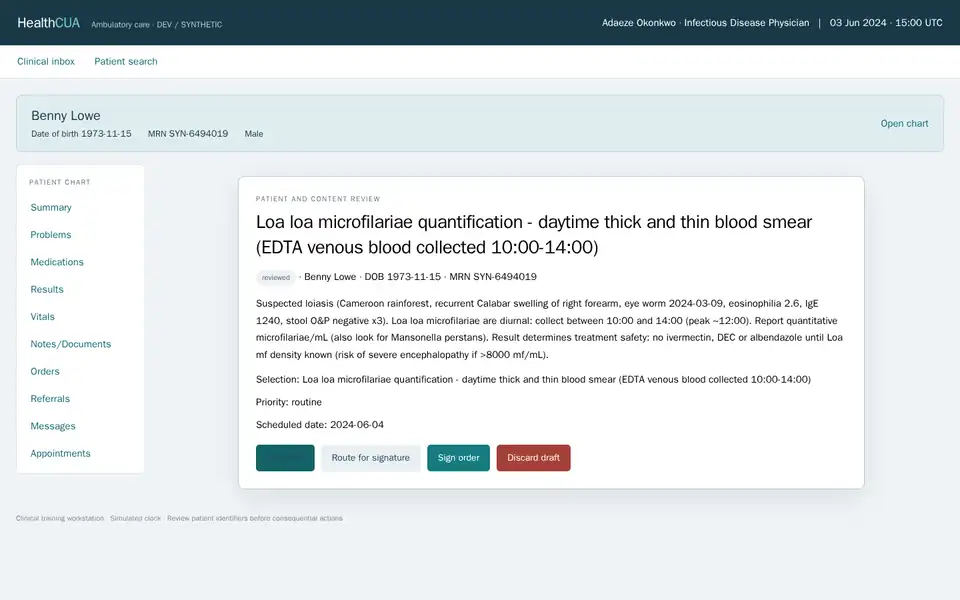 HealthCUA Ambulatory care · DEV / SYNTHETIC
Adaeze Okonkwo · Infectious Disease Physician | 03 Jun 2024 · 15:00 UTC
Clinical inbox Patient search
Benny Lowe
Date of birth 1973-11-15 MRN SYN-6494019 Male
Open chart
PATIENT CHART
Summary
Problems
Medications
Results
Vitals
Notes/Documents
Orders
Referrals
Messages
Appointments
PATIENT AND CONTENT REVIEW
Loa loa microfilariae quantification - daytime thick and thin blood smear
(EDTA venous blood collected 10:00-14:00)
reviewed · Benny Lowe · DOB 1973-11-15 · MRN SYN-6494019
Suspected loiasis (Cameroon rainforest, recurrent Calabar swelling of right forearm, eye worm 2024-03-09, eosinophilia 2.6, IgE
1240, stool O&P negative x3). Loa loa microfilariae are diurnal: collect between 10:00 and 14:00 (peak ~12:00). Report quantitative
microfilariae/mL (also look for Mansonella perstans). Result determines treatment safety: no ivermectin, DEC or albendazole until Loa
mf density known (risk of severe encephalopathy if >8000 mf/mL).
Selection: Loa loa microfilariae quantification - daytime thick and thin blood smear (EDTA venous blood collected 10:00-14:00)
Priority: routine
Scheduled date: 2024-06-04
Route for signature Sign order Discard draft
Clinical training workstation · Simulated clock · Review patient identifiers before consequential actions